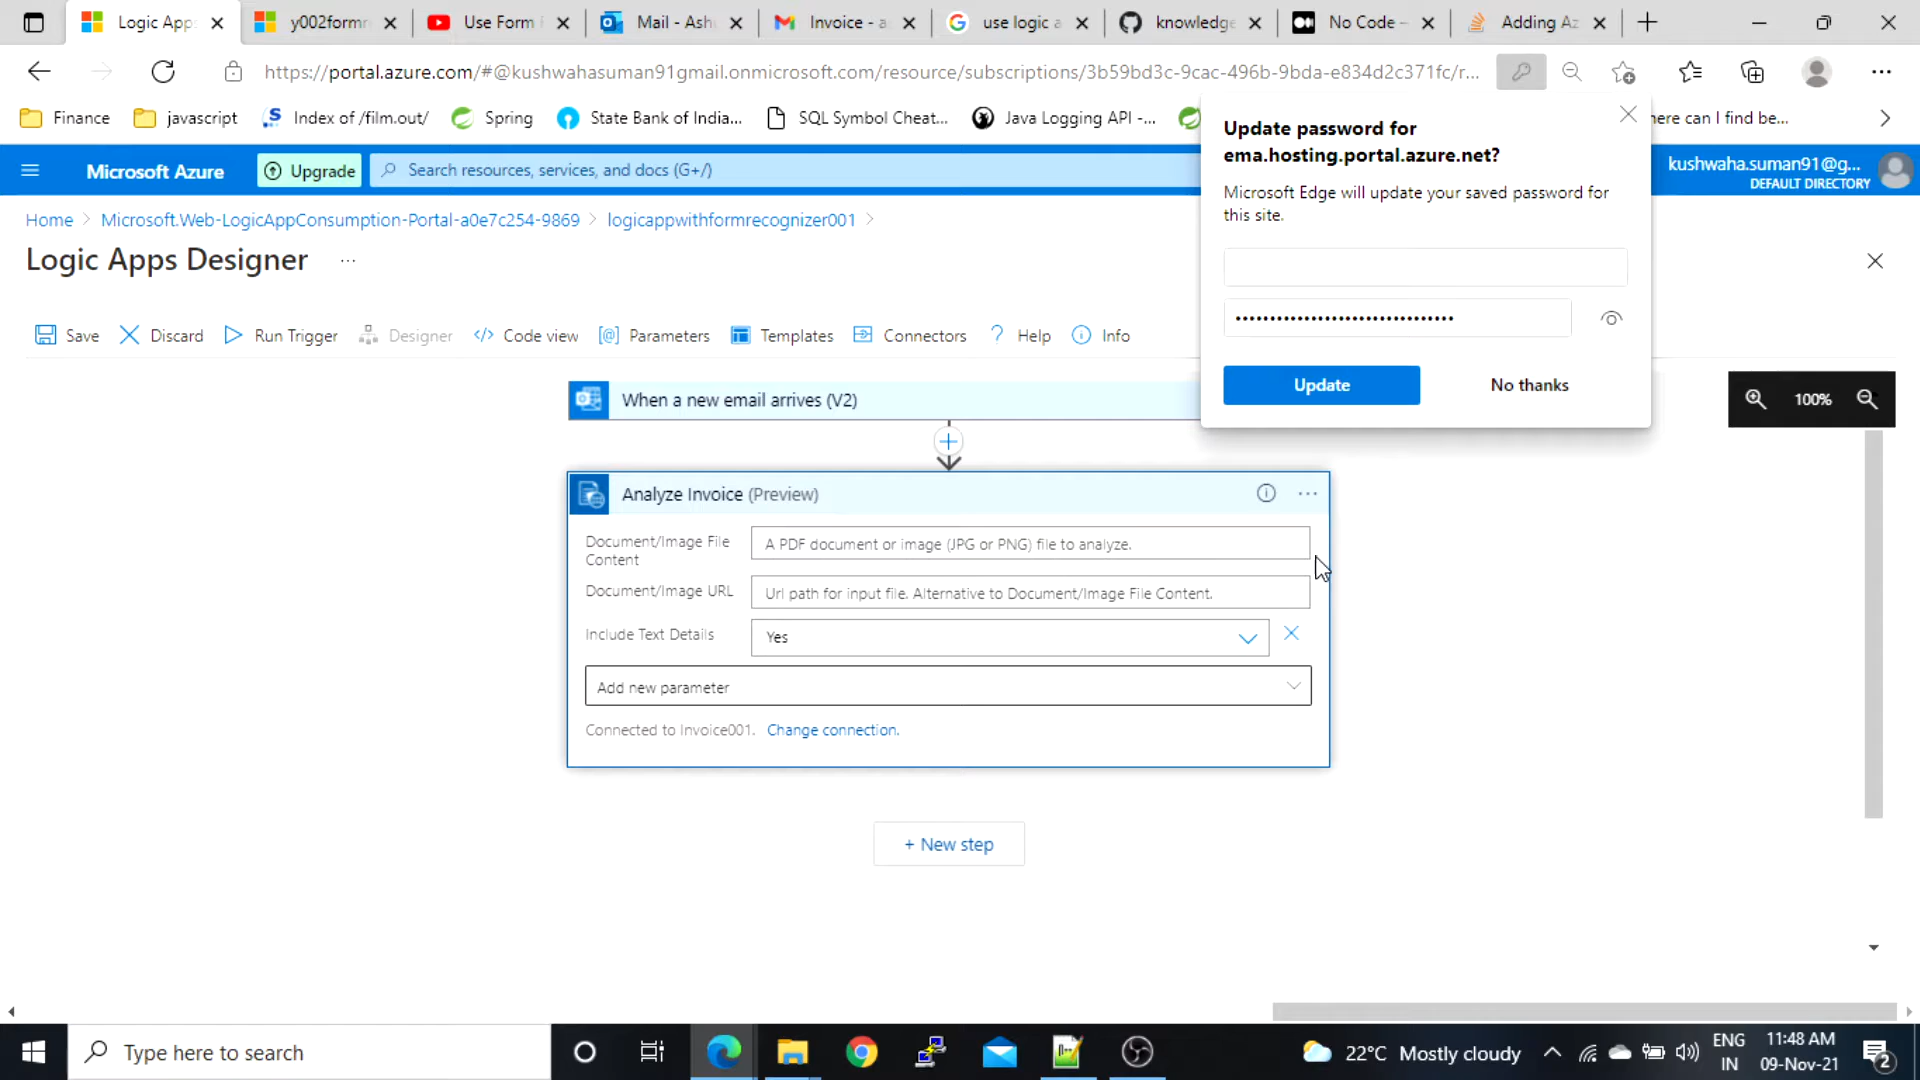 Logic App
y002formr
Use Form
Mail - Ash
Invoice - a
use logic a
knowledge
No Code -
Adding Az
https://portal.azure.com/#@kushwahasuman91gmail.onmicrosoft.com/resource/subscriptions/3b59bd3c-9cac-496b-9bda-e834d2c371fc/r...
Finance
javascript
Index of /film.out/
Spring
State Bank of India...
SQL Symbol Cheat...
Java Logging API -...
here can I find be...
Update password for
ema.hosting.portal.azure.net?
Microsoft Edge will update your saved password for
this site.
••••••••••••••••••••••••••••••••
Update
No thanks
Microsoft Azure
Upgrade
Search resources, services, and docs (G+/)
kushwaha.suman91@g...
DEFAULT DIRECTORY
Home > Microsoft.Web-LogicAppConsumption-Portal-a0e7c254-9869 > logicappwithformrecognizer001 >
Logic Apps Designer ...
Save
Discard
Run Trigger
Designer
Code view
Parameters
Templates
Connectors
Help
Info
When a new email arrives (V2)
100%
Analyze Invoice (Preview)
Document/Image File
Content
A PDF document or image (JPG or PNG) file to analyze.
Document/Image URL
Url path for input file. Alternative to Document/Image File Content.
Include Text Details
Yes
Add new parameter
Connected to Invoice001. Change connection.
+ New step
Type here to search
22°C Mostly cloudy
ENG
IN
11:48 AM
09-Nov-21
2